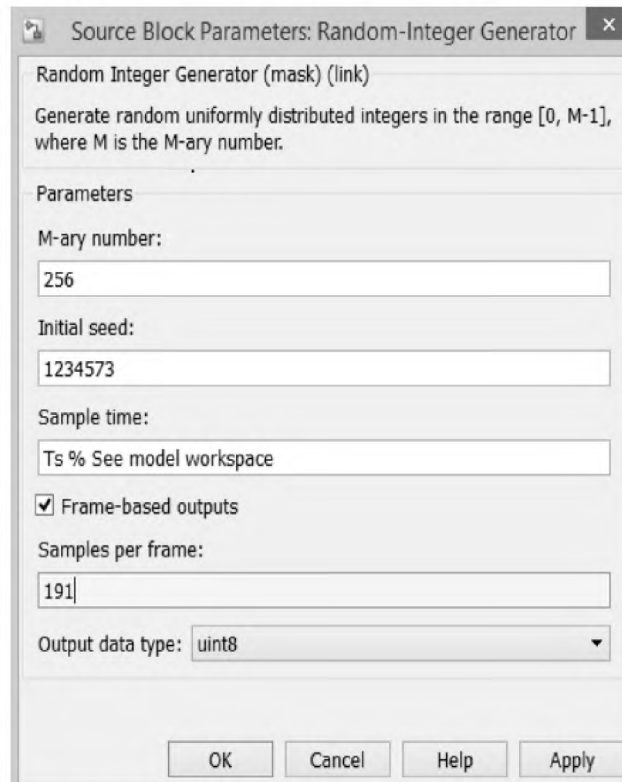 Source Block Parameters: Random-Integer Generator
Random Integer Generator (mask) (link)
Generate random uniformly distributed integers in the range [0, M-1],
where M is the M-ary number.
Parameters
M-ary number:
256
Initial seed:
1234573
Sample time:
Ts % See model workspace
Frame-based outputs
Samples per frame:
191
Output data type: uint8
OK Cancel Help Apply